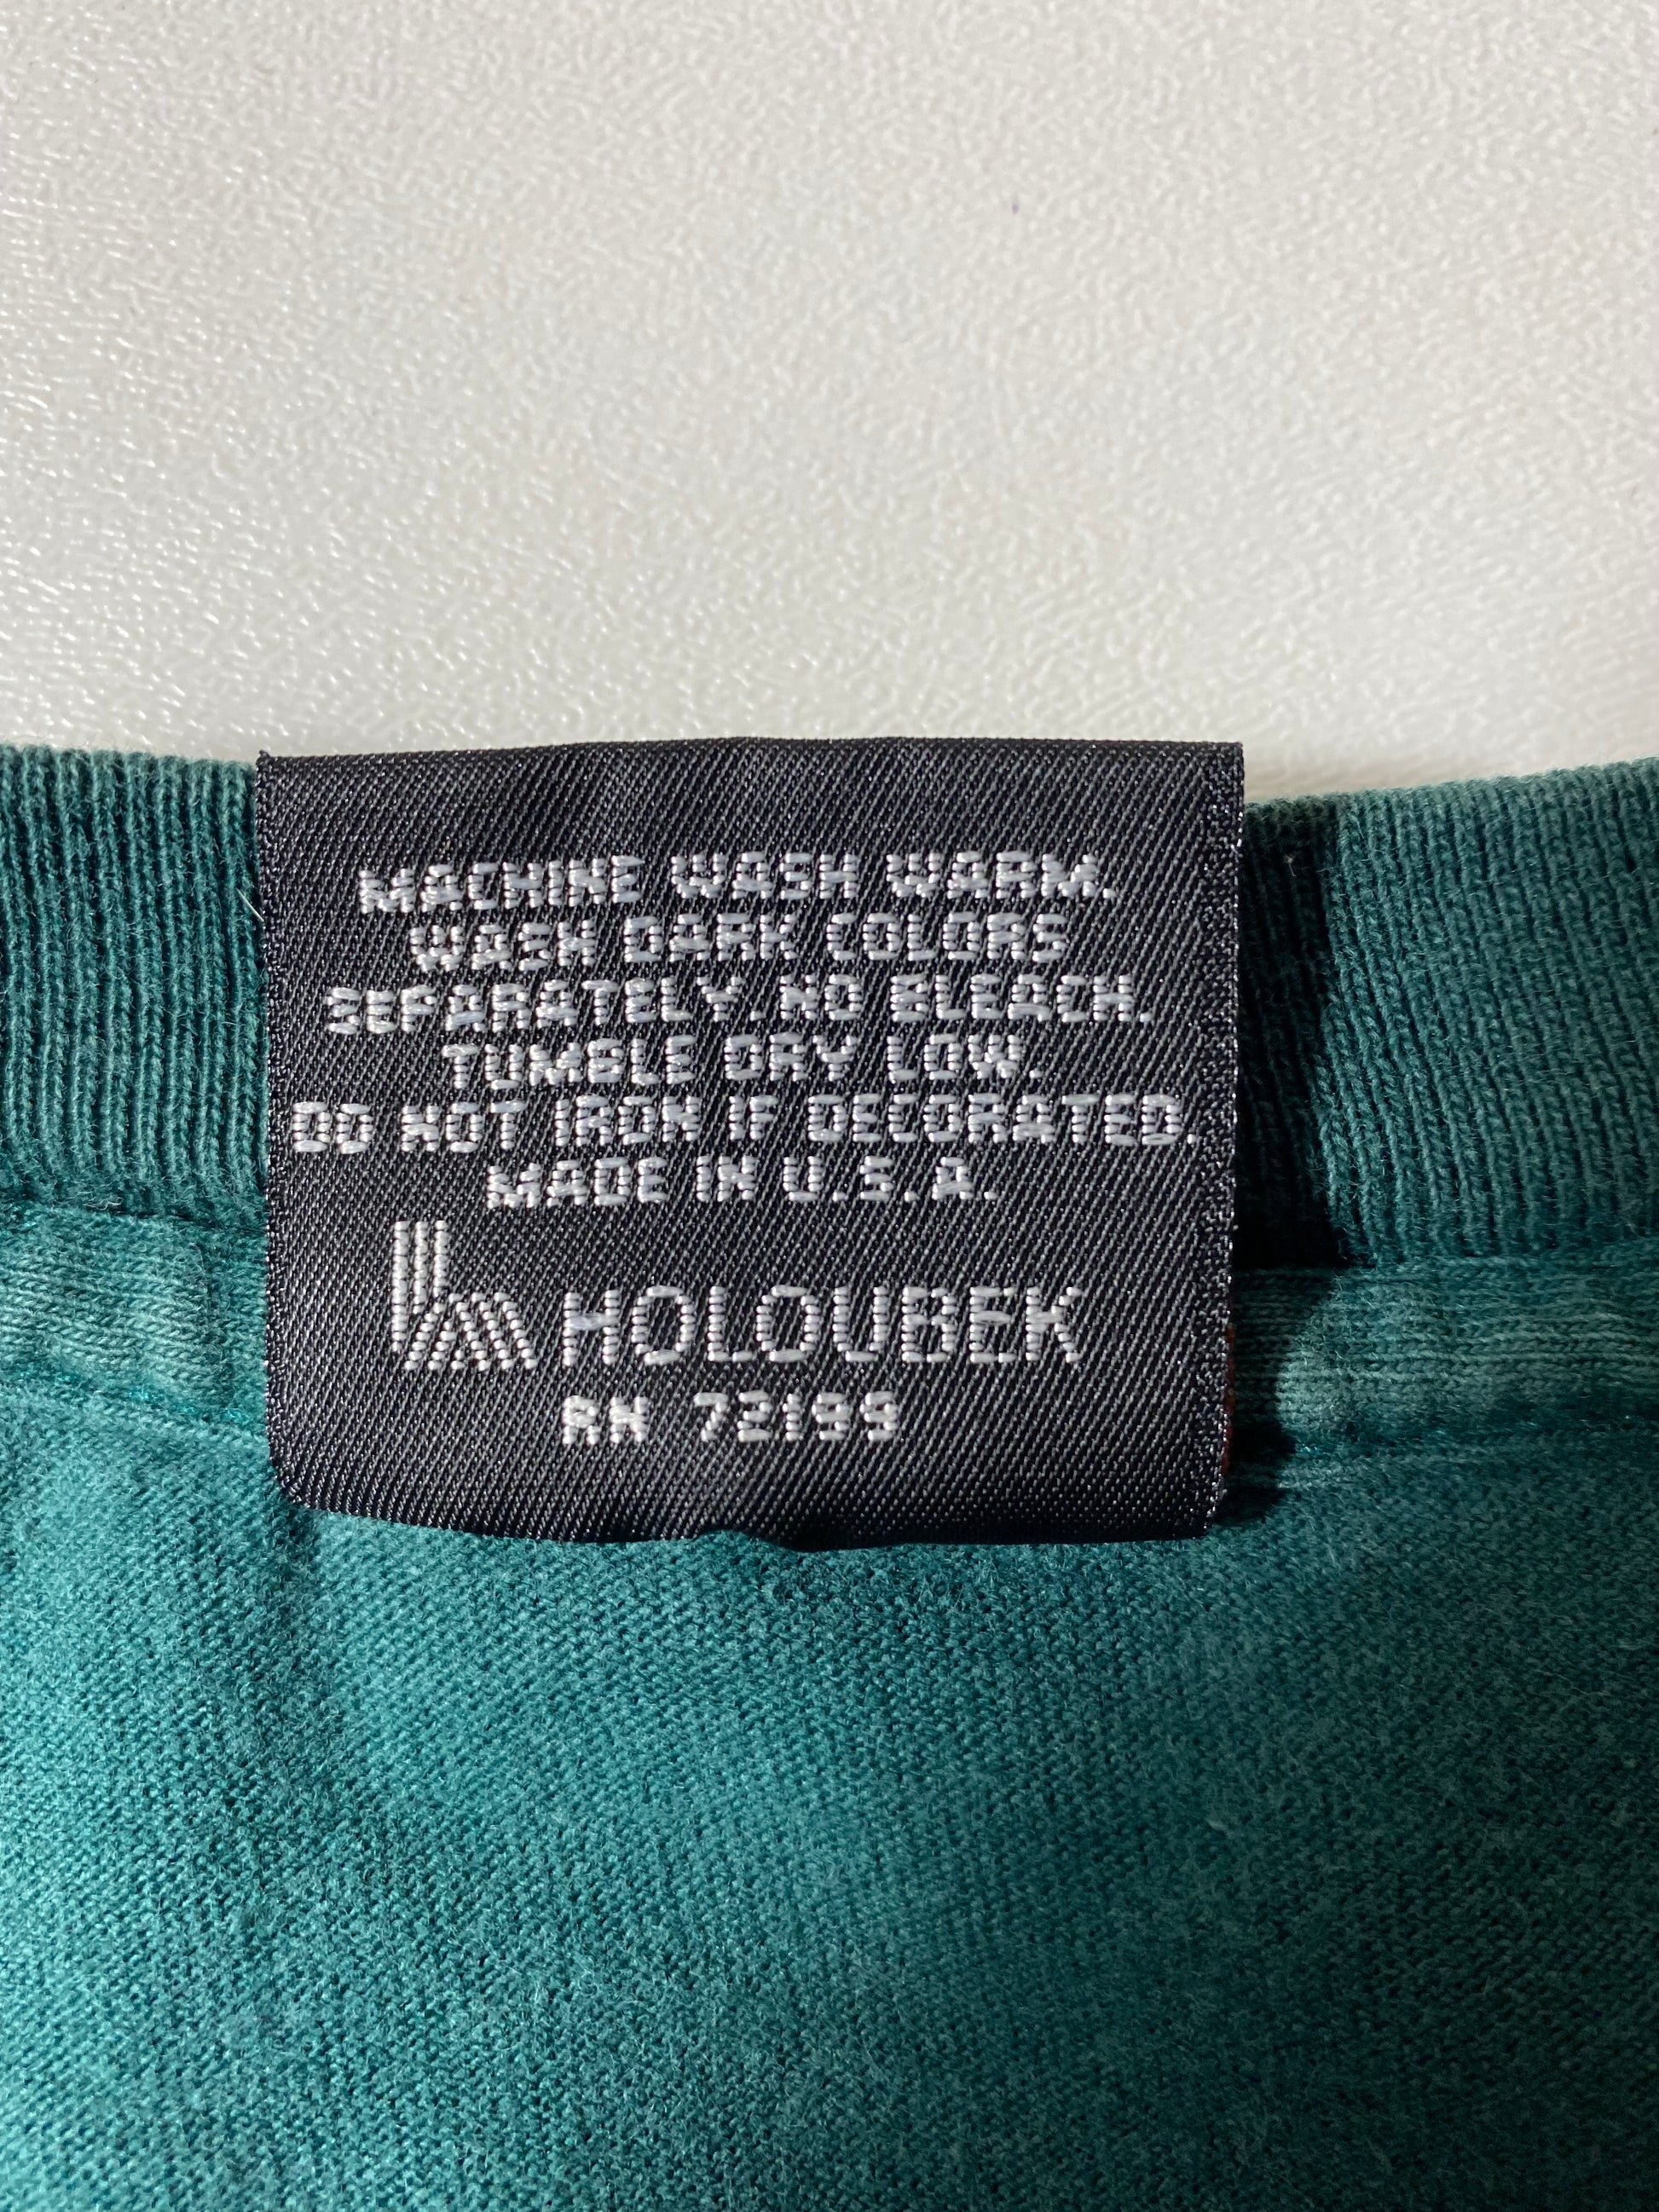 MACHINE WASH WARM.
WASH DARK COLORS
SEPARATELY. NO BLEACH.
TUMBLE DRY LOW.
DO NOT IRON IF DECORATED.
MADE IN U.S.A.
HOLOUBEK
RN 72199